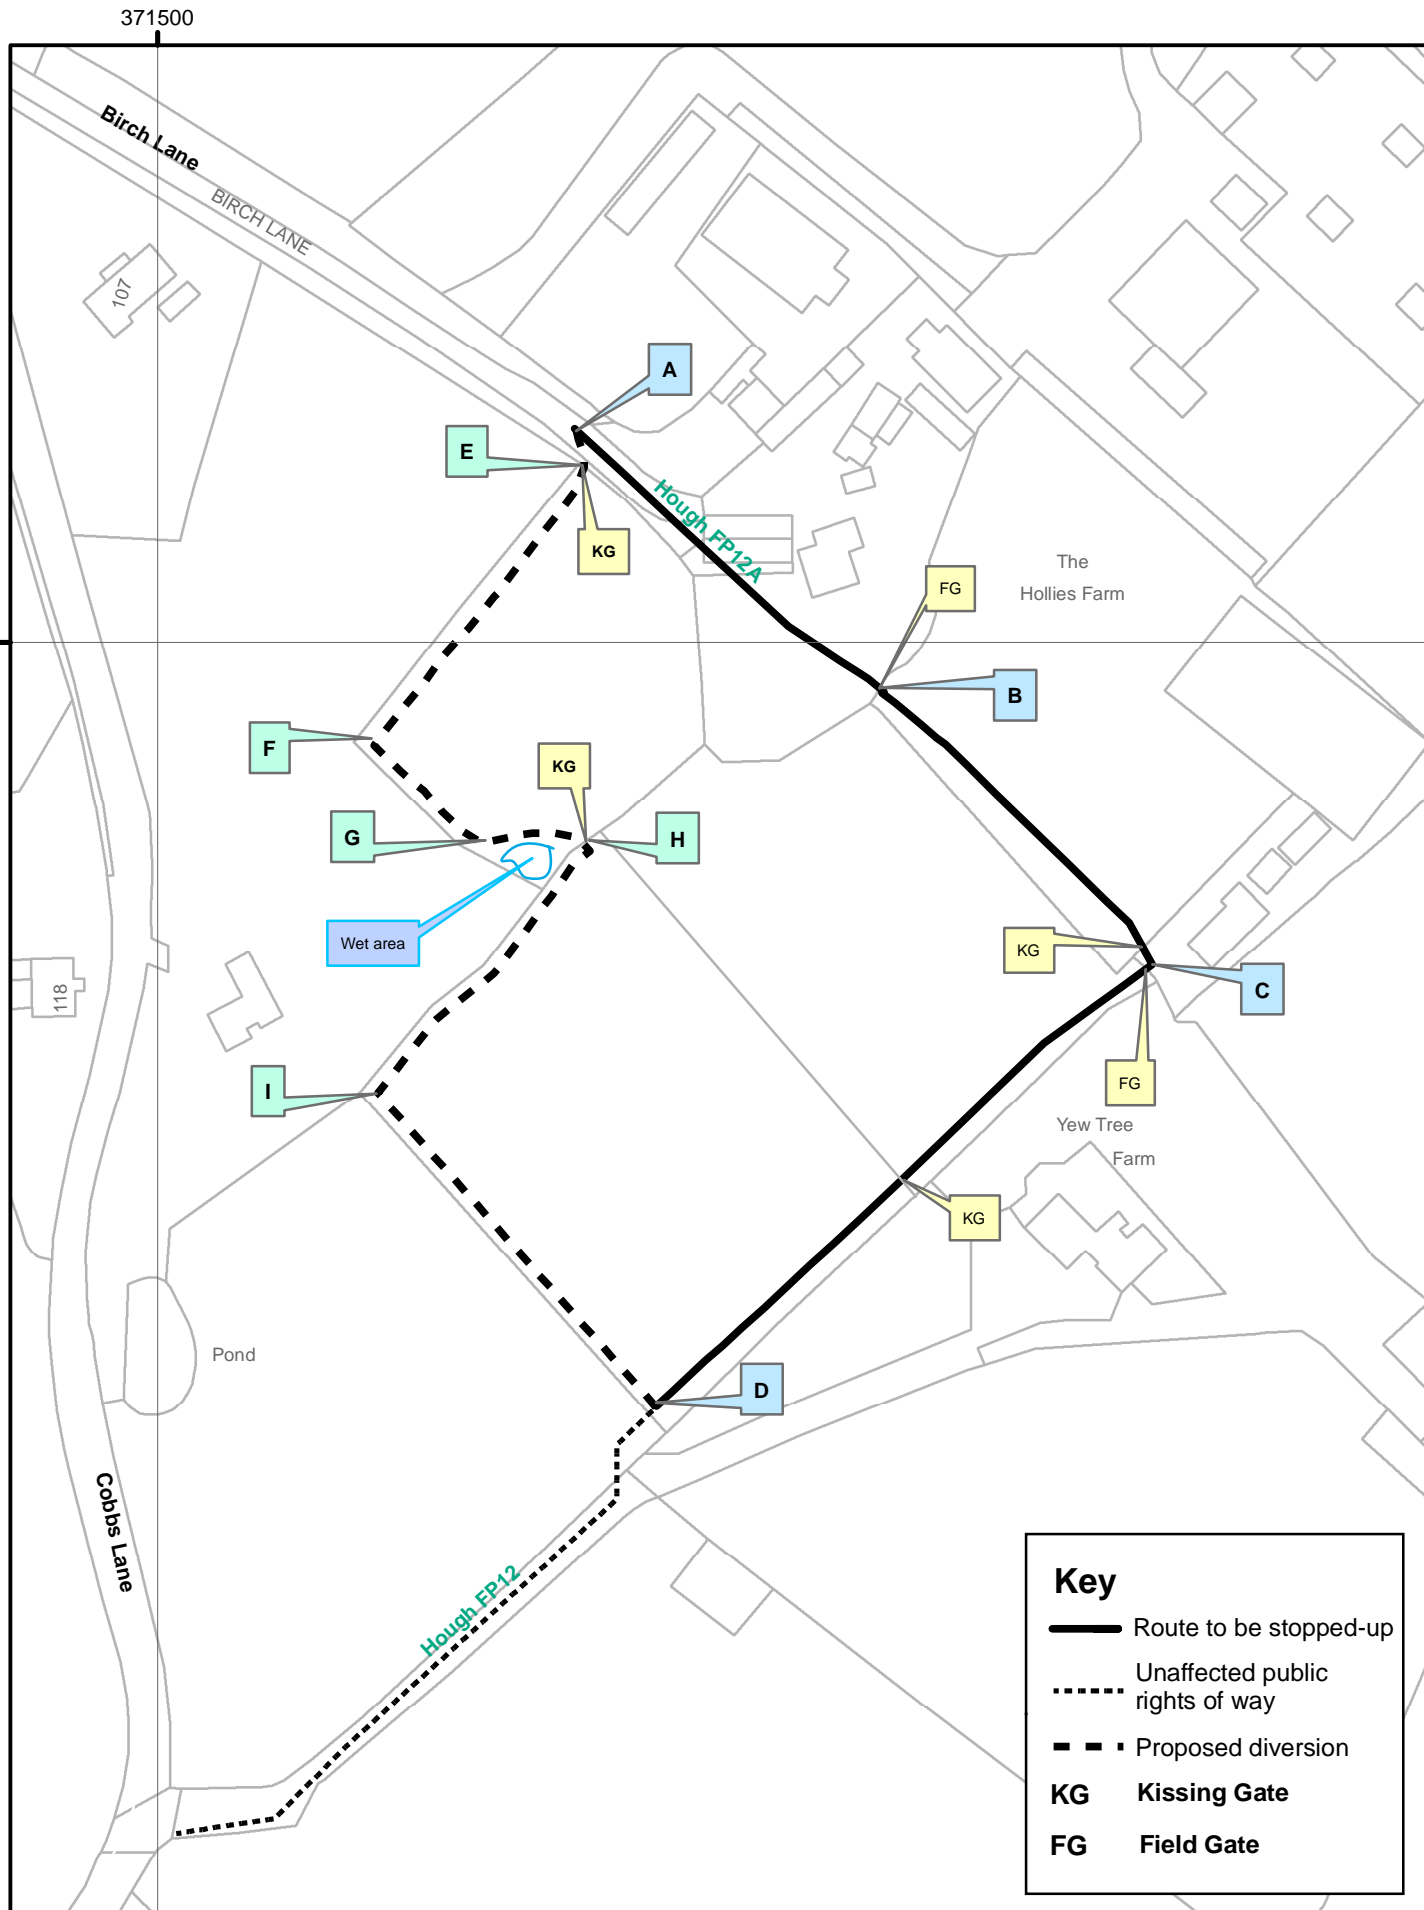 371500
Birch Lane
BIRCH LANE
107
A
E
KG
Hough FP12A
The
Hollies Farm
FG
B
F
KG
G
H
Wet area
KG
C
118
I
FG
Yew Tree
Farm
KG
Pond
D
Cobbs Lane
Hough FP12
Key
Route to be stopped-up
Unaffected public
rights of way
Proposed diversion
KG Kissing Gate
FG Field Gate